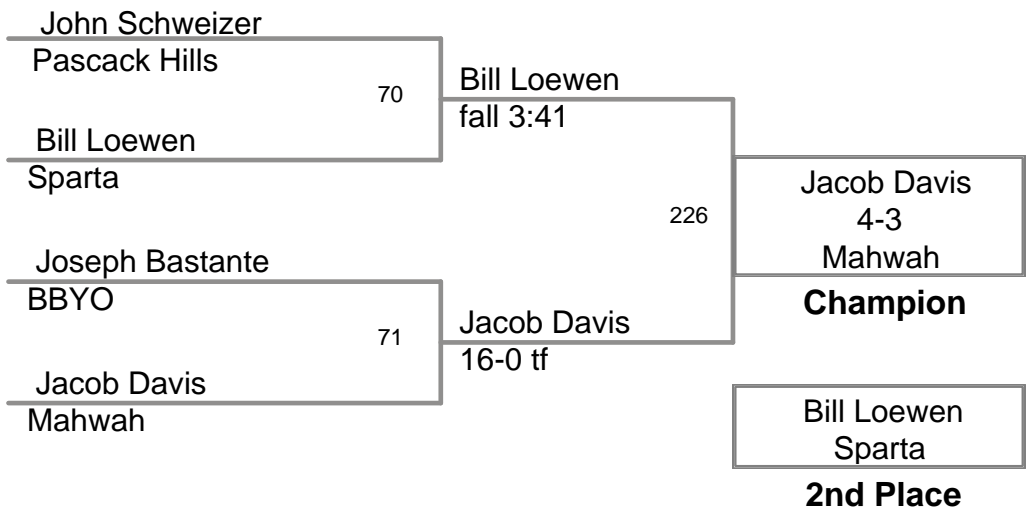 John Schweizer
Pascack Hills
70
Bill Loewen
fall 3:41
Bill Loewen
Sparta
226
Jacob Davis
4-3
Mahwah
Champion
Joseph Bastante
BBYO
71
Jacob Davis
16-0 tf
Jacob Davis
Mahwah
Bill Loewen
Sparta
2nd Place